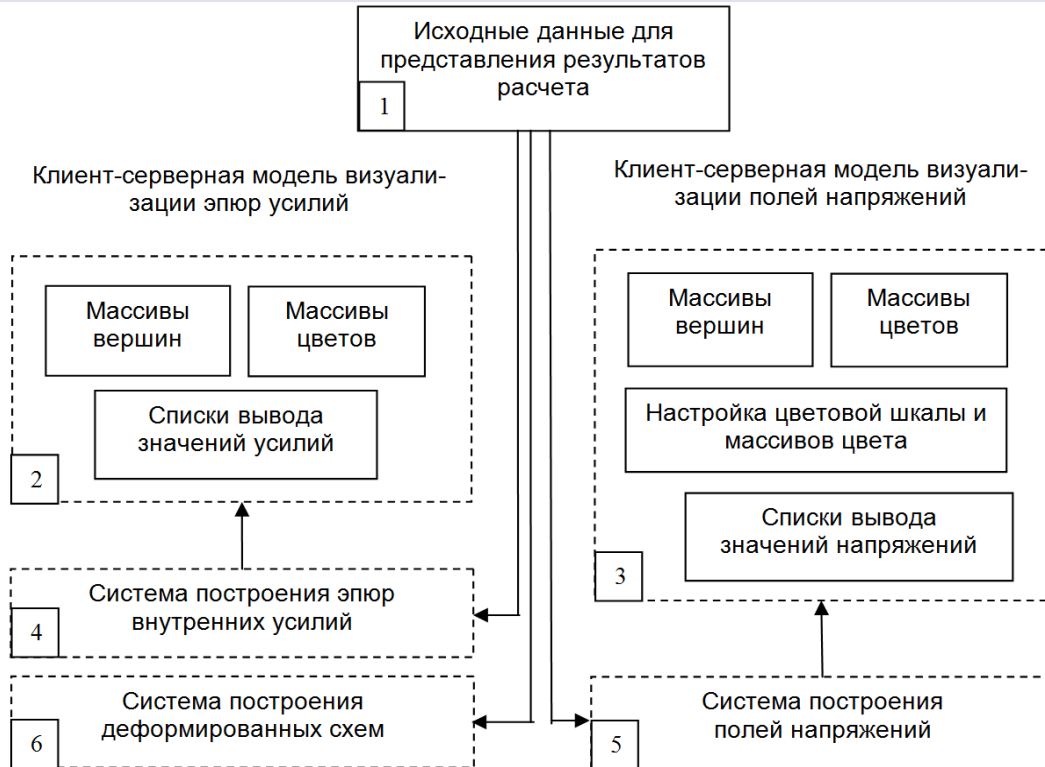 Исходные данные для
представления результатов
расчета
1
Клиент-серверная модель визуали-
зации эпюр усилий
Клиент-серверная модель визуали-
зации полей напряжений
Массивы
вершин
Массивы
цветов
Списки вывода
значений усилий
2
Массивы
вершин
Массивы
цветов
Настройка цветовой шкалы и
массивов цвета
Списки вывода
значений напряжений
3
Система построения эпюр
внутренних усилий
4
Система построения
деформированных схем
6
Система построения
полей напряжений
5